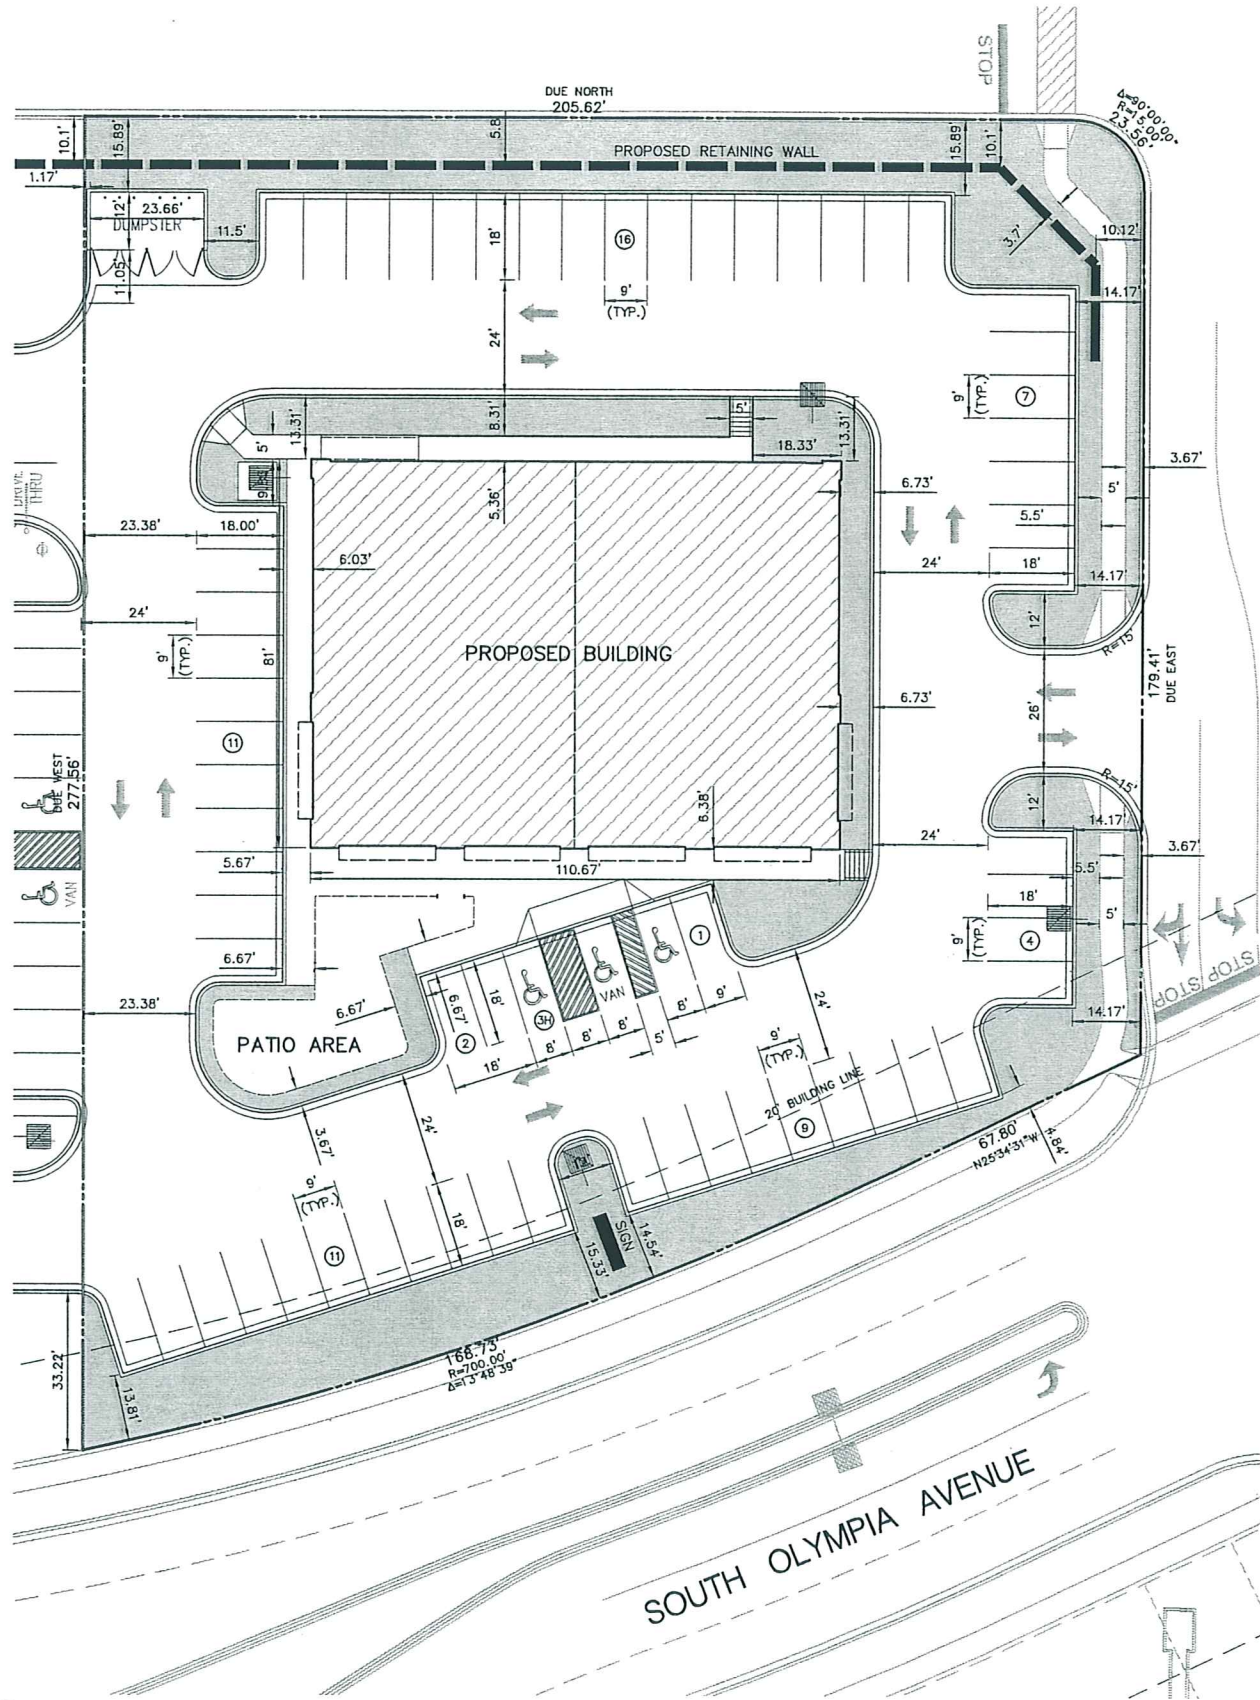 STOP
DUE NORTH
205.62'
Δ=90°00'00"
R=15.00'
23.56'
10.1'
15.89'
5.8
PROPOSED RETAINING WALL
15.89'
10.1'
1.17'
12'
23.66'
DUMPSTER
11.5'
11.05'
18'
16
9'
(TYP.)
24'
3.7'
10.12'
14.17'
9'
(TYP.)
7
5'
13.31'
8.31'
5'
18.33'
13.31'
3.67'
DRIVE
THRU
5.36'
6.73'
5'
5.5'
23.38'
18.00'
6.03'
24'
18'
14.17'
24'
12'
R=15'
9'
(TYP.)
81'
PROPOSED BUILDING
179.41'
DUE EAST
6.73'
26'
11
DUE WEST
277.56'
6.38'
R=15'
12'
14.17'
24'
3.67'
5.67'
110.67'
5.5'
VAN
18'
5'
9'
(TYP.)
4
1
6.67'
STOP
STOP
23.38'
6.67'
6.67'
18'
3H
VAN
8'
9'
24'
14.17'
PATIO AREA
2
8'
8'
8'
5'
9'
(TYP.)
18'
20' BUILDING LINE
24'
9
3.67'
67.80'
N25°34'31"W
4.84'
9'
(TYP.)
12'
18'
11
SIGN
14.54'
15.33'
33.22'
168.73'
R=700.00'
Δ=13°48'39"
13.81'
SOUTH OLYMPIA AVENUE